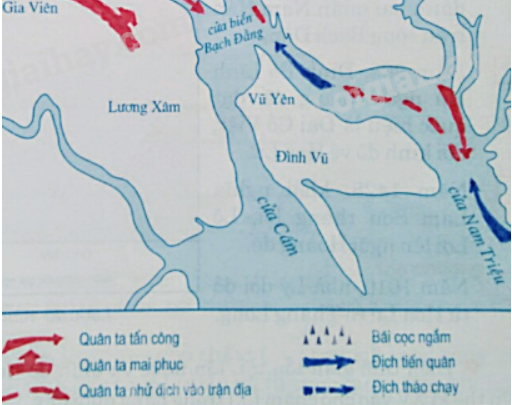 Gia Viên
cửa biển
Bạch Đằng
Lương Xâm
Vũ Yên
Đình Vũ
cửa Cấm
cửa Nam Triệu
Quân ta tấn công
Quân ta mai phục
Quân ta nhử địch vào trận địa
Bãi cọc ngầm
Địch tiến quân
Địch tháo chạy